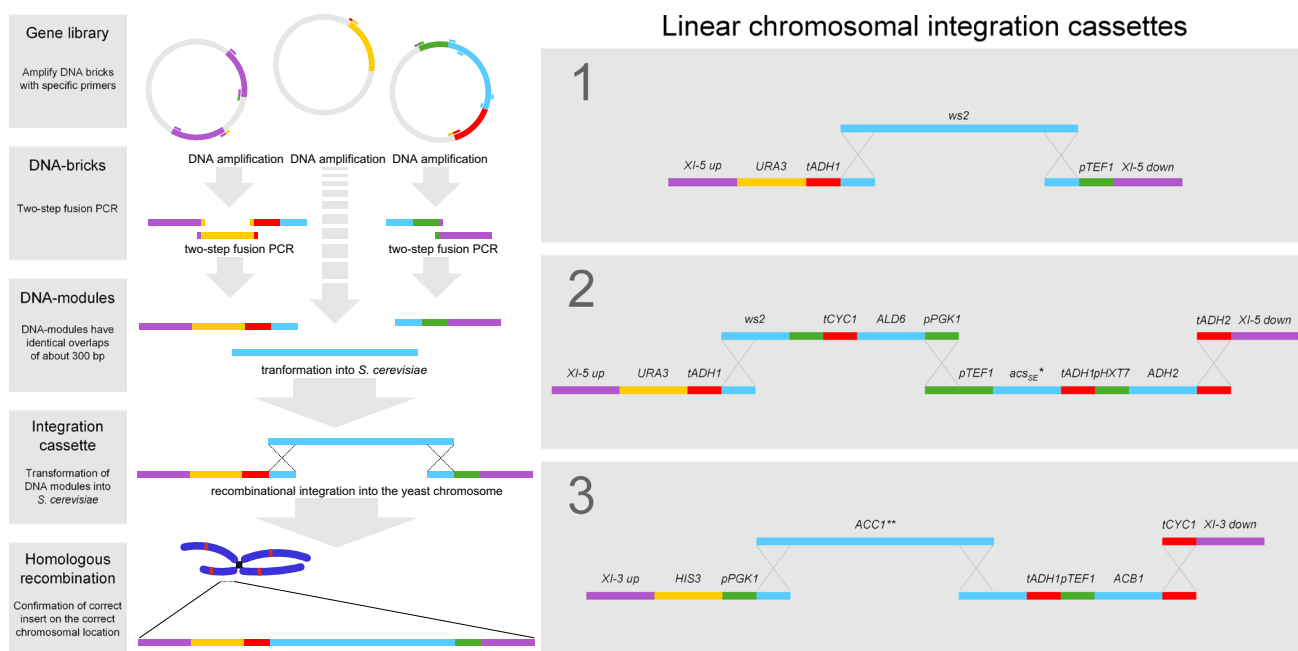 Gene library
Amplify DNA bricks
with specific primers
DNA amplification
DNA amplification
DNA amplification
DNA-bricks
Two-step fusion PCR
two-step fusion PCR
two-step fusion PCR
DNA-modules
DNA-modules have
identical overlaps
of about 300 bp
tranformation into S. cerevisiae
Integration
cassette
Transformation of
DNA modules into
S. cerevisiae
recombinational integration into the yeast chromosome
Homologous
recombination
Confirmation of correct
insert on the correct
chromosomal location
Linear chromosomal integration cassettes
1
ws2
XI-5 up URA3 tADH1 pTEF1 XI-5 down
2
ws2 tCYC1 ALD6 pPGK1 tADH2 XI-5 down
XI-5 up URA3 tADH1 pTEF1 acsSE* tADH1pHXT7 ADH2
3
ACC1** tCYC1 XI-3 down
XI-3 up HIS3 pPGK1 tADH1pTEF1 ACB1